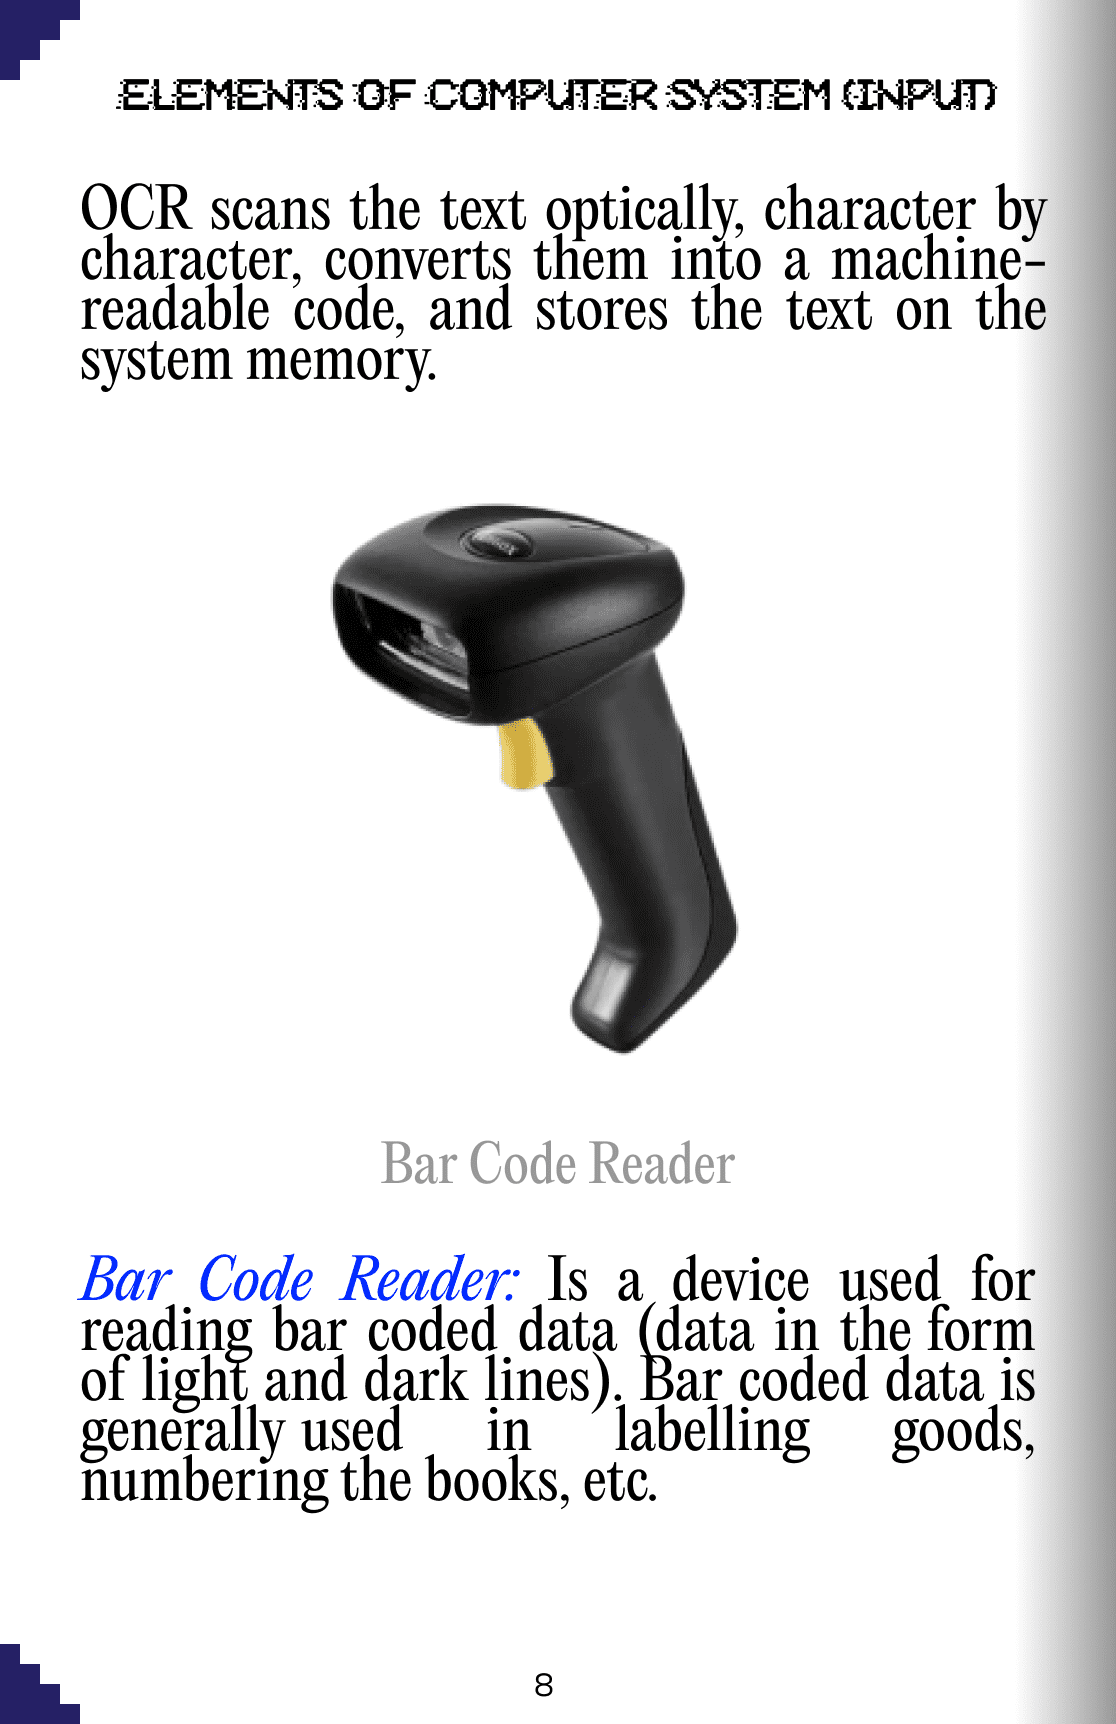 ELEMENTS OF COMPUTER SYSTEM (INPUT)
OCR scans the text optically, character by
character, converts them into a machine-
readable code, and stores the text on the
system memory.
Bar Code Reader
Bar Code Reader: Is a device used for
reading bar coded data (data in the form
of light and dark lines). Bar coded data is
generally used in labelling goods,
numbering the books, etc.
8